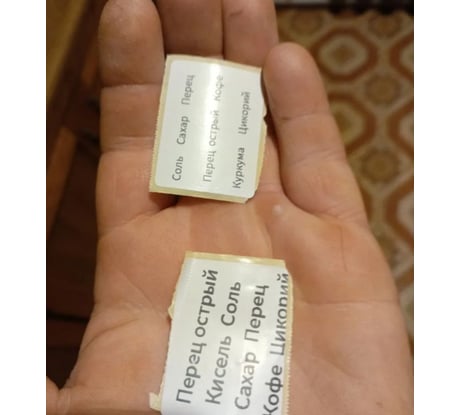 Соль Сахар Перец
Перец острый Кофе
Куркума Цикорий
Перец острый
Кисель Соль
Сахар Перец
Кофе Цикорий